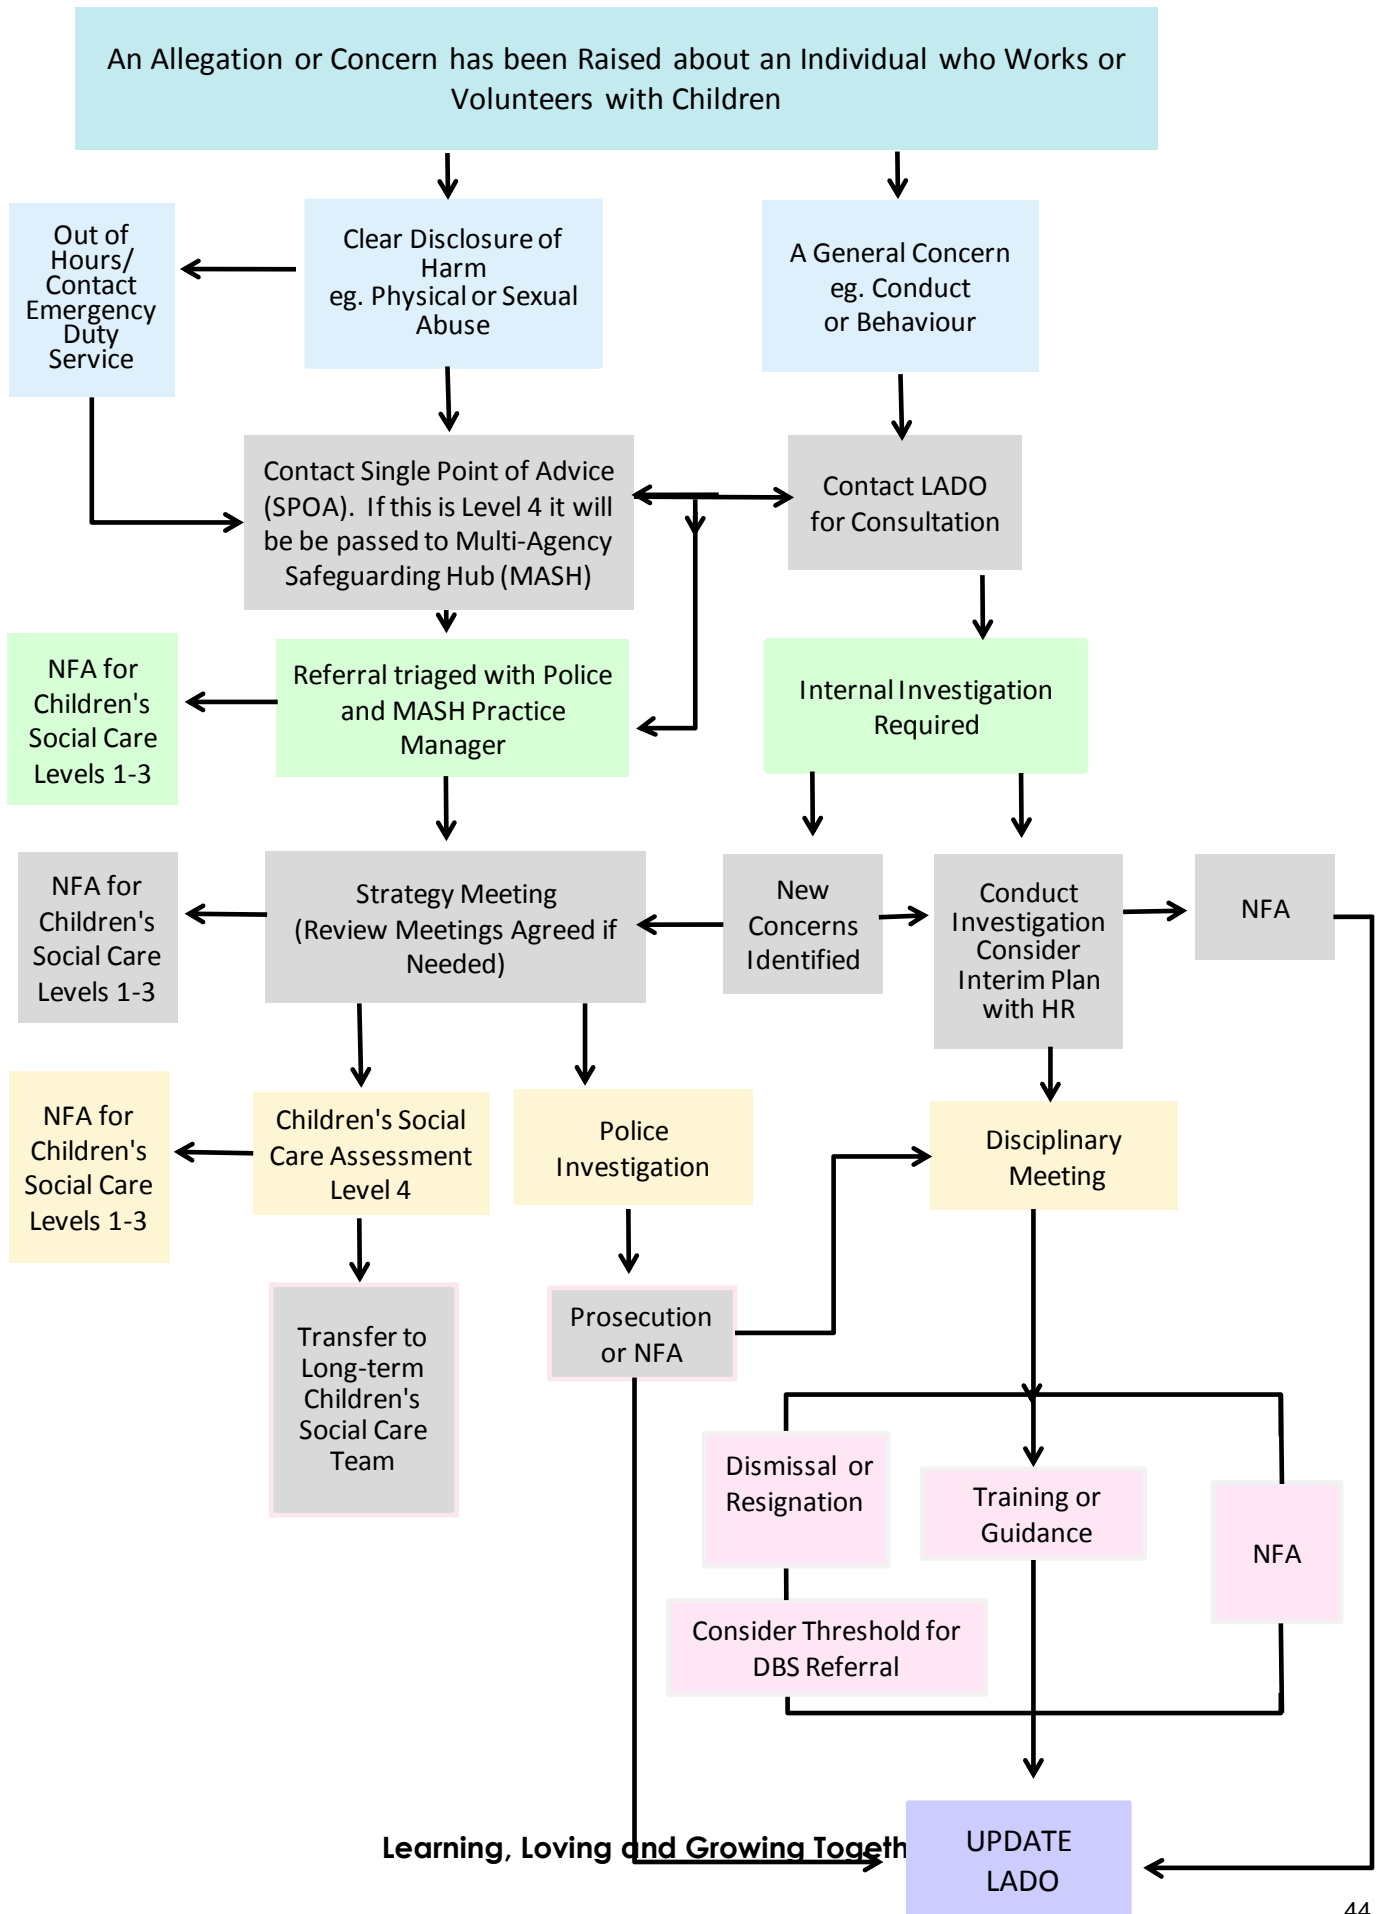 An Allegation or Concern has been Raised about an Individual who Works or
Volunteers with Children
Out of
Hours/
Contact
Emergency
Duty
Service
Clear Disclosure of
Harm
eg. Physical or Sexual
Abuse
A General Concern
eg. Conduct
or Behaviour
Contact Single Point of Advice
(SPOA). If this is Level 4 it will
be be passed to Multi-Agency
Safeguarding Hub (MASH)
Contact LADO
for Consultation
NFA for
Children's
Social Care
Levels 1-3
Referral triaged with Police
and MASH Practice
Manager
Internal Investigation
Required
NFA for
Children's
Social Care
Levels 1-3
Strategy Meeting
(Review Meetings Agreed if
Needed)
New
Concerns
Identified
Conduct
Investigation
Consider
Interim Plan
with HR
NFA
NFA for
Children's
Social Care
Levels 1-3
Children's Social
Care Assessment
Level 4
Police
Investigation
Disciplinary
Meeting
Transfer to
Long-term
Children's
Social Care
Team
Prosecution
or NFA
Dismissal or
Resignation
Training or
Guidance
NFA
Consider Threshold for
DBS Referral
Learning, Loving and Growing Togeth
UPDATE
LADO
44